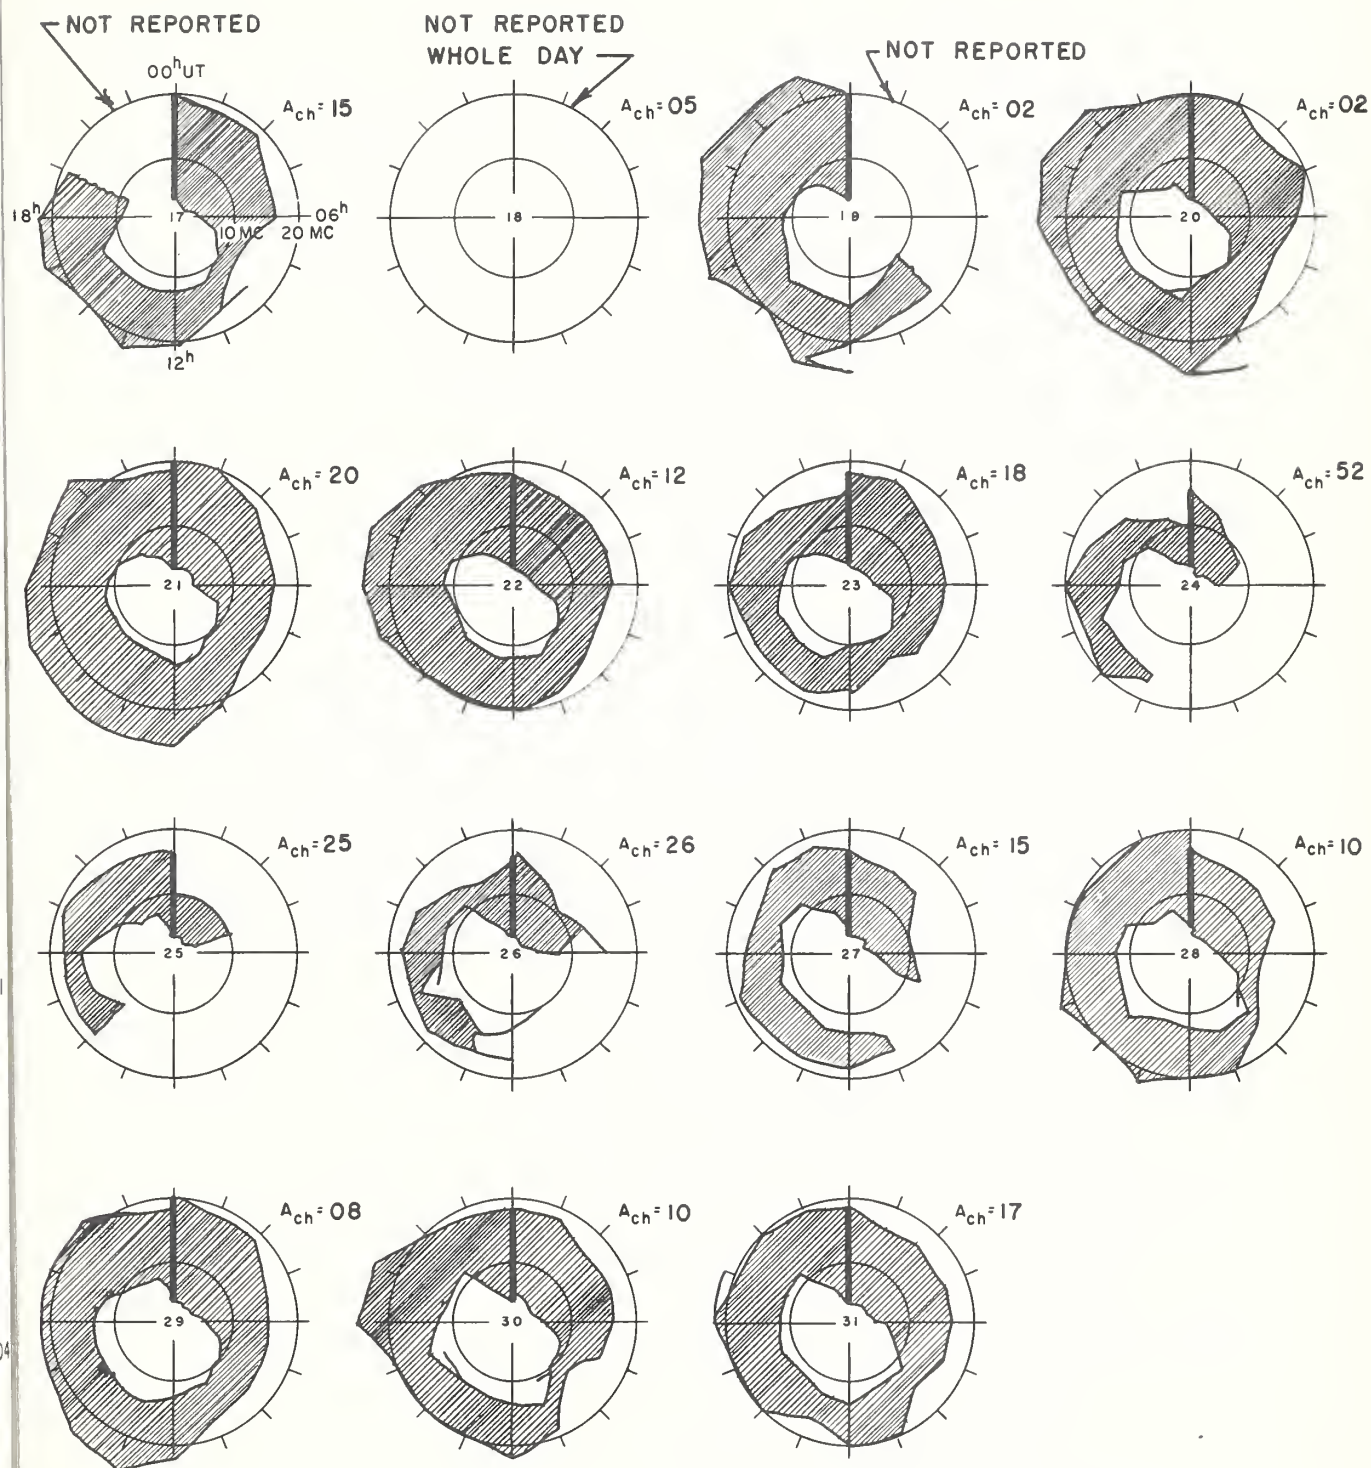 NOT REPORTED
NOT REPORTED
WHOLE DAY
NOT REPORTED
00ʰ UT
Ach = 15
Ach = 05
Ach = 02
Ach = 02
18ʰ
17
06ʰ
10 MC
20 MC
12ʰ
18
19
20
Ach = 20
Ach = 12
Ach = 18
Ach = 52
21
22
23
24
Ach = 25
Ach = 26
Ach = 15
Ach = 10
25
26
27
28
Ach = 08
Ach = 10
Ach = 17
29
30
31